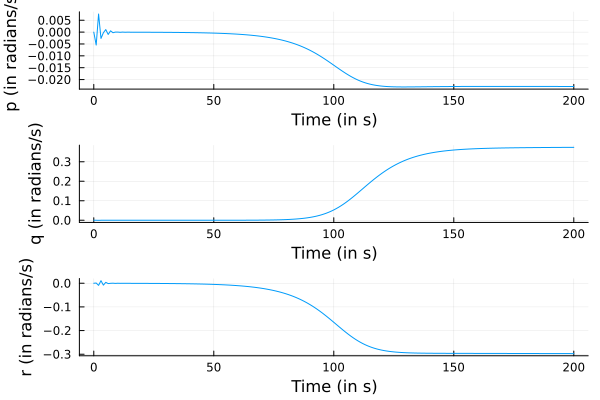 p (in radians/s)
0.005
0.000
−0.005
−0.010
−0.015
−0.020
0 50 100 150 200
Time (in s)
q (in radians/s)
0.3
0.2
0.1
0.0
0 50 100 150 200
Time (in s)
r (in radians/s)
0.0
−0.1
−0.2
−0.3
0 50 100 150 200
Time (in s)